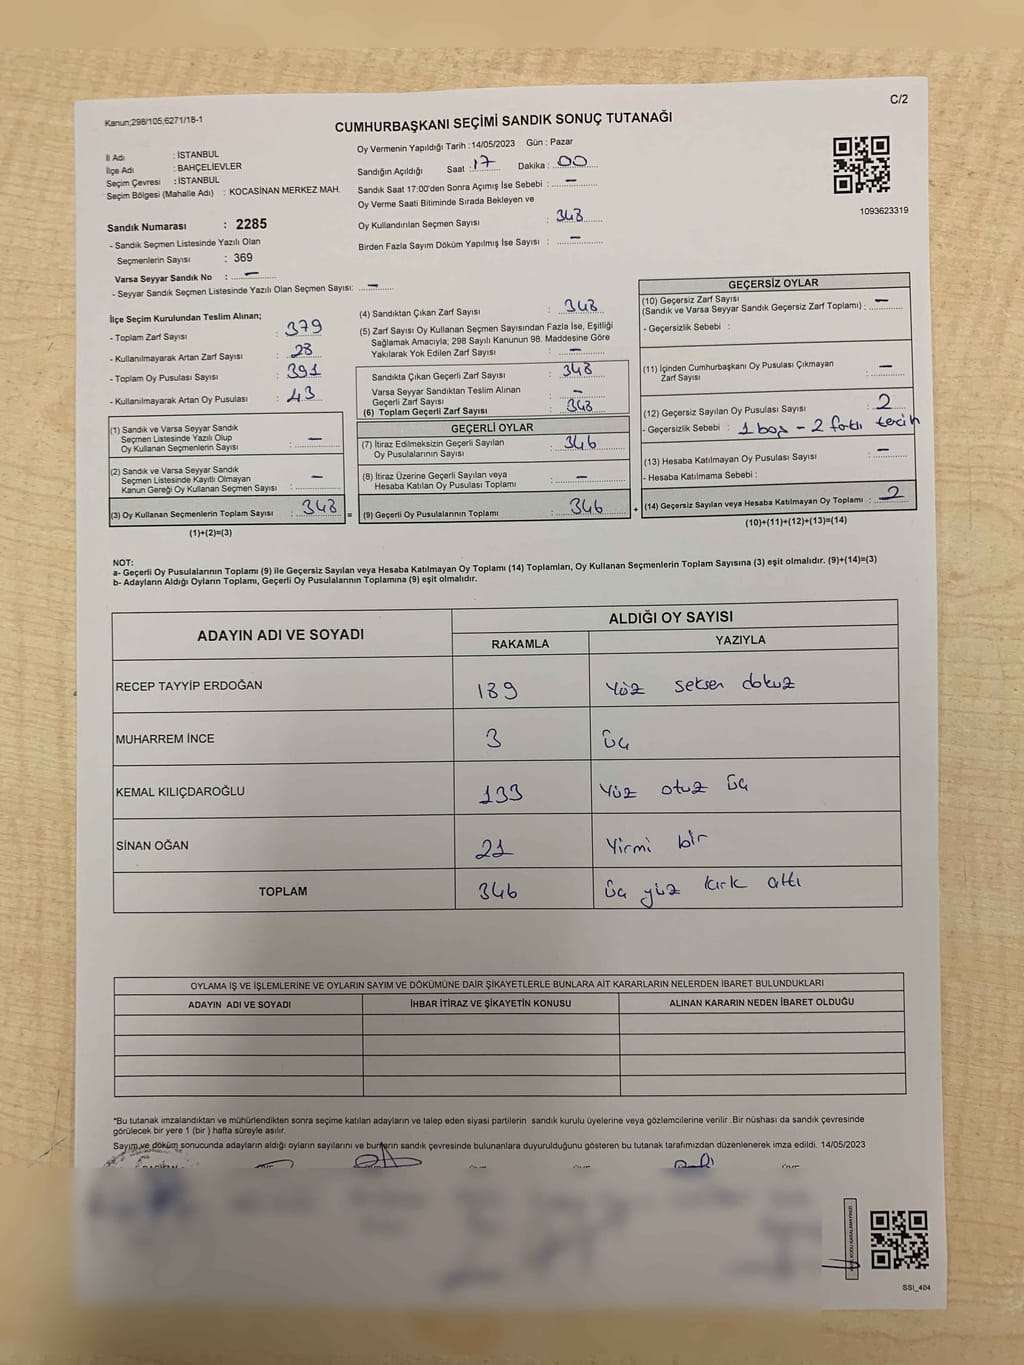 C/2
Kanun;298/105;6271/18-1
CUMHURBAŞKANI SEÇİMİ SANDIK SONUÇ TUTANAĞI
İl Adı : İSTANBUL
İlçe Adı : BAHÇELİEVLER
Seçim Çevresi : İSTANBUL
Seçim Bölgesi (Mahalle Adı) : KOCASİNAN MERKEZ MAH.
Sandık Numarası : 2285
- Sandık Seçmen Listesinde Yazılı Olan
Seçmenlerin Sayısı : 369
Varsa Seyyar Sandık No : —
- Seyyar Sandık Seçmen Listesinde Yazılı Olan Seçmen Sayısı: —
Oy Vermenin Yapıldığı Tarih :14/05/2023 Gün : Pazar
Sandığın Açıldığı Saat : 17 Dakika : 00
Sandık Saat 17:00'den Sonra Açımış İse Sebebi : —
Oy Verme Saati Bitiminde Sırada Bekleyen ve
Oy Kullandırılan Seçmen Sayısı : 348
Birden Fazla Sayım Döküm Yapılmış İse Sayısı : —
1093623319
İlçe Seçim Kurulundan Teslim Alınan;
- Toplam Zarf Sayısı : 379
- Kullanılmayarak Artan Zarf Sayısı : 28
- Toplam Oy Pusulası Sayısı : 391
- Kullanılmayarak Artan Oy Pusulası : 43
(1) Sandık ve Varsa Seyyar Sandık
Seçmen Listesinde Yazılı Olup
Oy Kullanan Seçmenlerin Sayısı : —
(2) Sandık ve Varsa Seyyar Sandık
Seçmen Listesinde Kayıtlı Olmayan
Kanun Gereği Oy Kullanan Seçmen Sayısı : —
(3) Oy Kullanan Seçmenlerin Toplam Sayısı : 348 =
(1)+(2)=(3)
(4) Sandıktan Çıkan Zarf Sayısı : 348
(5) Zarf Sayısı Oy Kullanan Seçmen Sayısından Fazla İse, Eşitliği
Sağlamak Amacıyla; 298 Sayılı Kanunun 98. Maddesine Göre
Yakılarak Yok Edilen Zarf Sayısı : —
Sandıkta Çıkan Geçerli Zarf Sayısı : 348
Varsa Seyyar Sandıktan Teslim Alınan
Geçerli Zarf Sayısı : —
(6) Toplam Geçerli Zarf Sayısı : 348
GEÇERLİ OYLAR
(7) İtiraz Edilmeksizin Geçerli Sayılan
Oy Pusulalarının Sayısı : 346
(8) İtiraz Üzerine Geçerli Sayılan veya
Hesaba Katılan Oy Pusulası Toplamı : —
(9) Geçerli Oy Pusulalarının Toplamı : 346 +
GEÇERSİZ OYLAR
(10) Geçersiz Zarf Sayısı
(Sandık ve Varsa Seyyar Sandık Geçersiz Zarf Toplamı) : —
- Geçersizlik Sebebi :
(11) İçinden Cumhurbaşkanı Oy Pusulası Çıkmayan
Zarf Sayısı : —
(12) Geçersiz Sayılan Oy Pusulası Sayısı : 2
- Geçersizlik Sebebi : 1 boş - 2 farklı tercih
(13) Hesaba Katılmayan Oy Pusulası Sayısı : —
- Hesaba Katılmama Sebebi :
(14) Geçersiz Sayılan veya Hesaba Katılmayan Oy Toplamı : 2
(10)+(11)+(12)+(13)=(14)
NOT:
a- Geçerli Oy Pusulalarının Toplamı (9) ile Geçersiz Sayılan veya Hesaba Katılmayan Oy Toplamı (14) Toplamları, Oy Kullanan Seçmenlerin Toplam Sayısına (3) eşit olmalıdır. (9)+(14)=(3)
b- Adayların Aldığı Oyların Toplamı, Geçerli Oy Pusulalarının Toplamına (9) eşit olmalıdır.
ADAYIN ADI VE SOYADI ALDIĞI OY SAYISI
RAKAMLA YAZIYLA
RECEP TAYYİP ERDOĞAN 189 Yüz seksen dokuz
MUHARREM İNCE 3 üç
KEMAL KILIÇDAROĞLU 133 Yüz otuz üç
SİNAN OĞAN 21 Yirmi bir
TOPLAM 346 üç yüz kırk altı
OYLAMA İŞ VE İŞLEMLERİNE VE OYLARIN SAYIM VE DÖKÜMÜNE DAİR ŞİKAYETLERLE BUNLARA AİT KARARLARIN NELERDEN İBARET BULUNDUKLARI
ADAYIN ADI VE SOYADI İHBAR İTİRAZ VE ŞİKAYETİN KONUSU ALINAN KARARIN NEDEN İBARET OLDUĞU
*Bu tutanak imzalandıktan ve mühürlendikten sonra seçime katılan adayların ve talep eden siyasi partilerin sandık kurulu üyelerine veya gözlemcilerine verilir .Bir nüshası da sandık çevresinde
görülecek bir yere 1 (bir ) hafta süreyle asılır.
Sayım ve döküm sonucunda adayların aldığı oyların sayılarını ve bunların sandık çevresinde bulunanlara duyurulduğunu gösteren bu tutanak tarafımızdan düzenlenerek imza edildi. 14/05/2023
SSİ_404